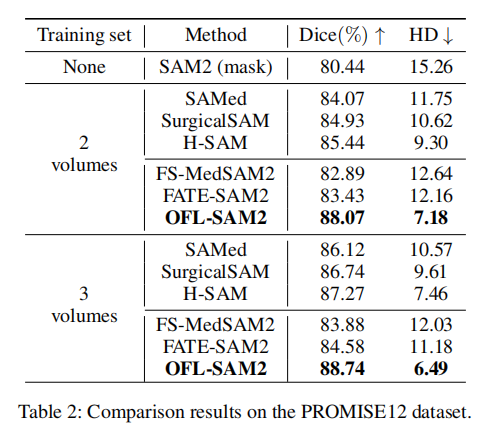 Training set Method Dice(%) ↑ HD ↓
None SAM2 (mask) 80.44 15.26
2 volumes
SAMed 84.07 11.75
SurgicalSAM 84.93 10.62
H-SAM 85.44 9.30
FS-MedSAM2 82.89 12.64
FATE-SAM2 83.43 12.16
OFL-SAM2 88.07 7.18
3 volumes
SAMed 86.12 10.57
SurgicalSAM 86.74 9.61
H-SAM 87.27 7.46
FS-MedSAM2 83.88 12.03
FATE-SAM2 84.58 11.18
OFL-SAM2 88.74 6.49
Table 2: Comparison results on the PROMISE12 dataset.